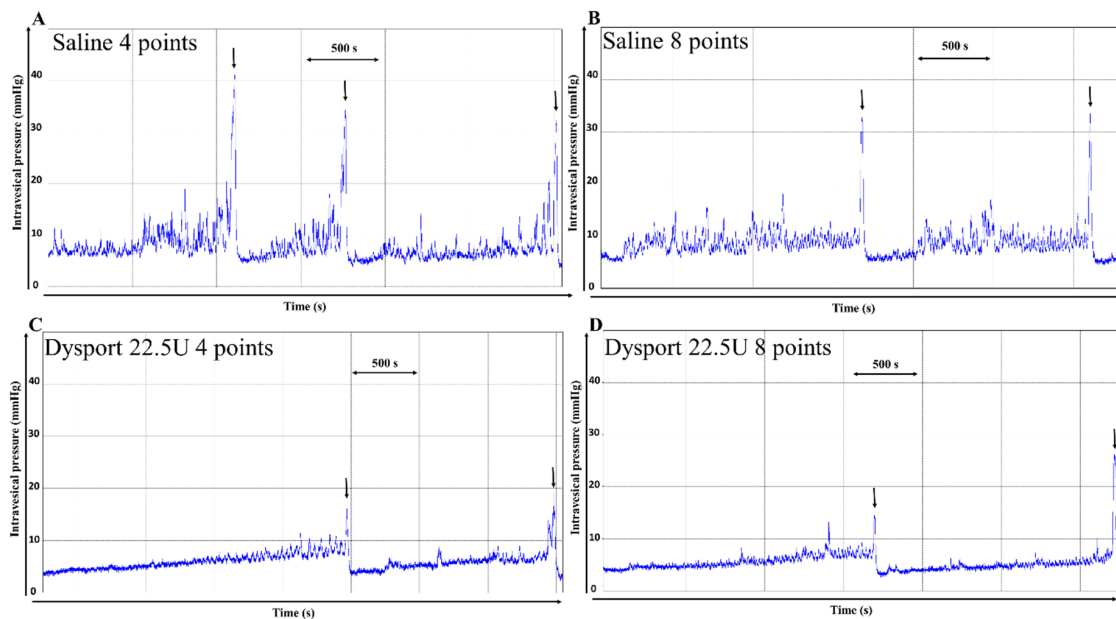 A
Saline 4 points
500 s
Intravesical pressure (mmHg)
40
30
20
10
0
Time (s)
B
Saline 8 points
500 s
Intravesical pressure (mmHg)
40
30
20
10
0
Time (s)
C
Dysport 22.5U 4 points
500 s
Intravesical pressure (mmHg)
40
30
20
10
0
Time (s)
D
Dysport 22.5U 8 points
500 s
Intravesical pressure (mmHg)
40
30
20
10
0
Time (s)